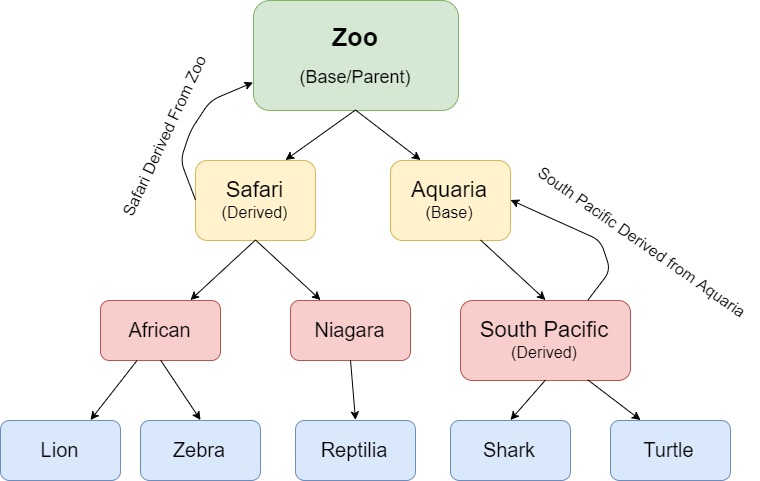 Zoo
(Base/Parent)
Safari Derived From Zoo
Safari
(Derived)
Aquaria
(Base)
South Pacific Derived from Aquaria
African
Niagara
South Pacific
(Derived)
Lion
Zebra
Reptilia
Shark
Turtle